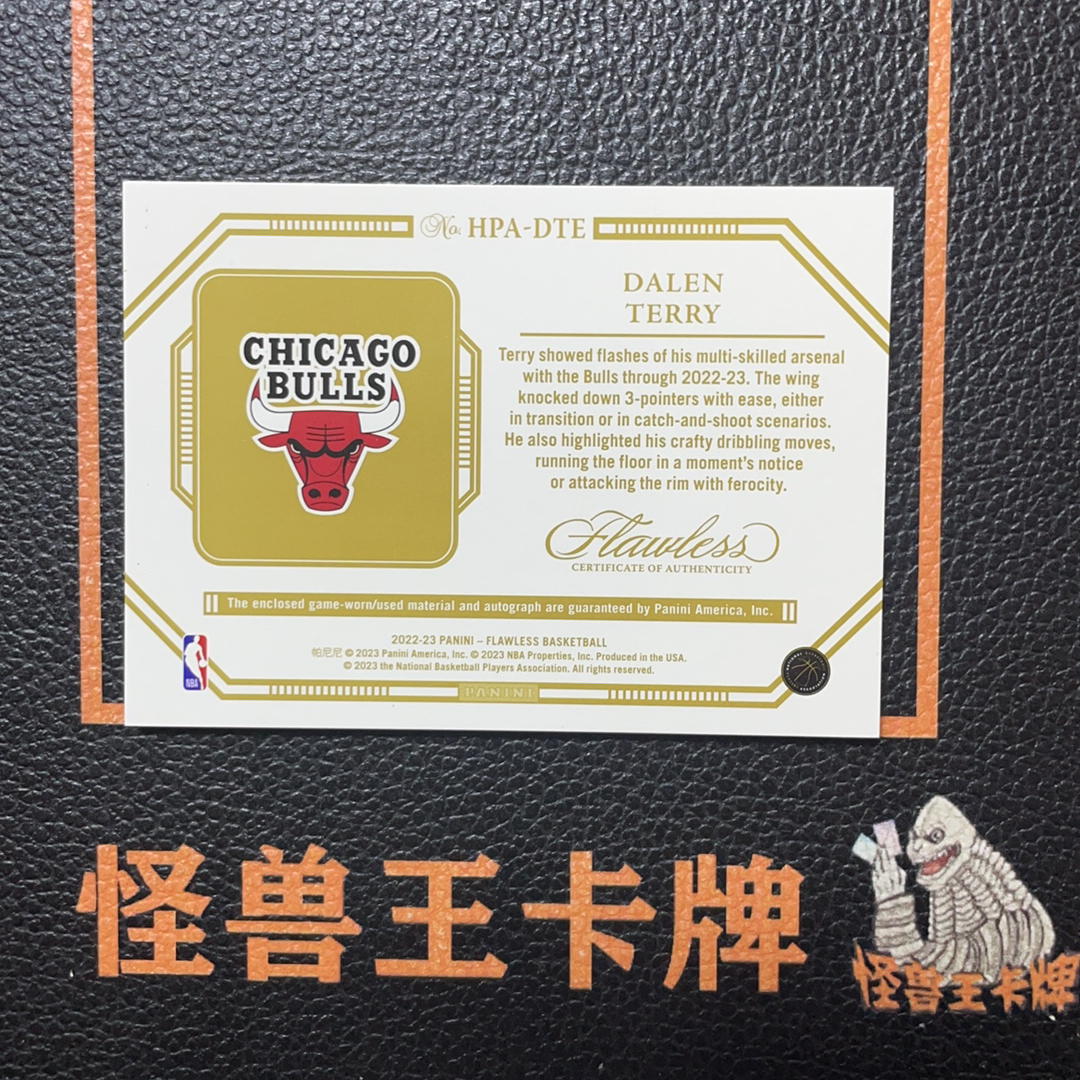 No. HPA-DTE
DALEN
TERRY
CHICAGO
BULLS
Terry showed flashes of his multi-skilled arsenal
with the Bulls through 2022-23. The wing
knocked down 3-pointers with ease, either
in transition or in catch-and-shoot scenarios.
He also highlighted his crafty dribbling moves,
running the floor in a moment's notice
or attacking the rim with ferocity.
Flawless
CERTIFICATE OF AUTHENTICITY
The enclosed game-worn/used material and autograph are guaranteed by Panini America, Inc.
2022-23 PANINI – FLAWLESS BASKETBALL
帕尼尼 © 2023 Panini America, Inc. © 2023 NBA Properties, Inc. Produced in the USA.
© 2023 the National Basketball Players Association. All rights reserved.
NBA
PANINI
怪兽王卡牌
怪兽王卡牌